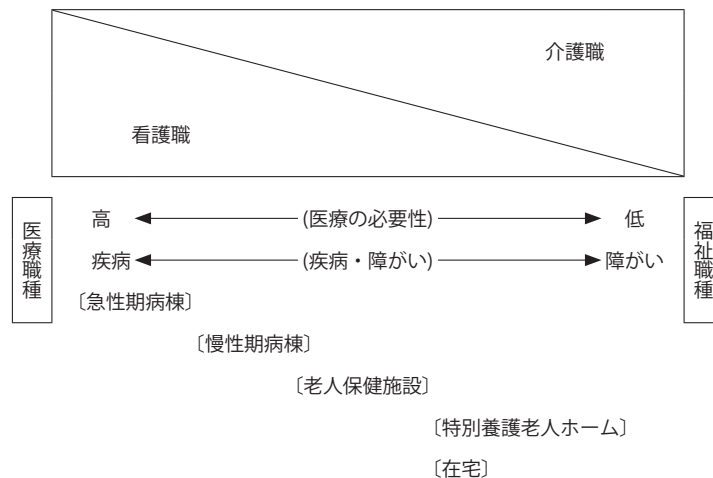 介護職
看護職
医療職種
高 (医療の必要性) 低
疾病 (疾病・障がい) 障がい
福祉職種
〔急性期病棟〕
〔慢性期病棟〕
〔老人保健施設〕
〔特別養護老人ホーム〕
〔在宅〕